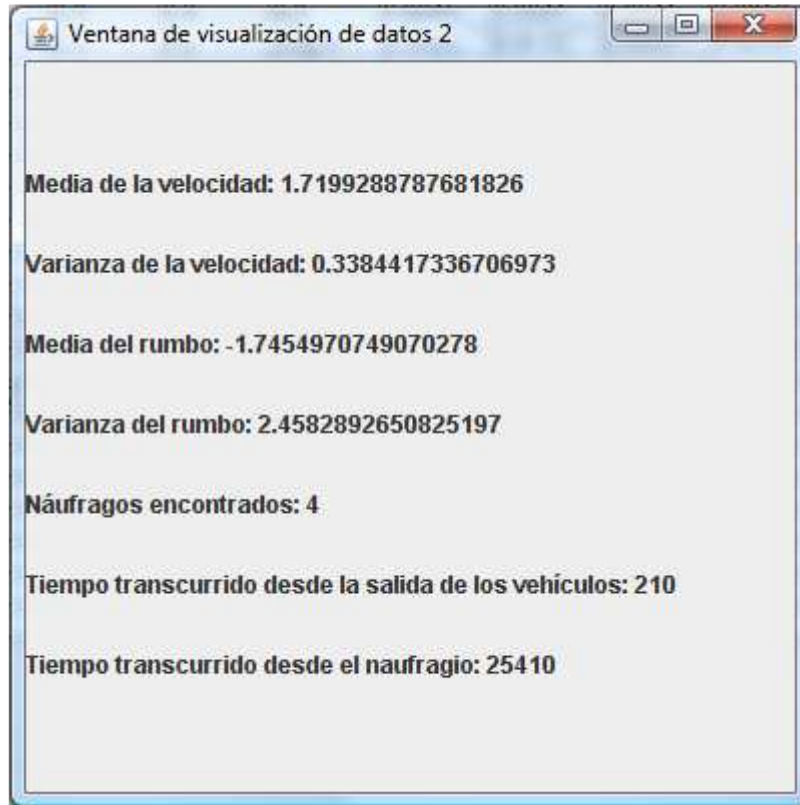 Ventana de visualización de datos 2
Media de la velocidad: 1.7199288787681826
Varianza de la velocidad: 0.3384417336706973
Media del rumbo: -1.7454970749070278
Varianza del rumbo: 2.4582892650825197
Náufragos encontrados: 4
Tiempo transcurrido desde la salida de los vehículos: 210
Tiempo transcurrido desde el naufragio: 25410